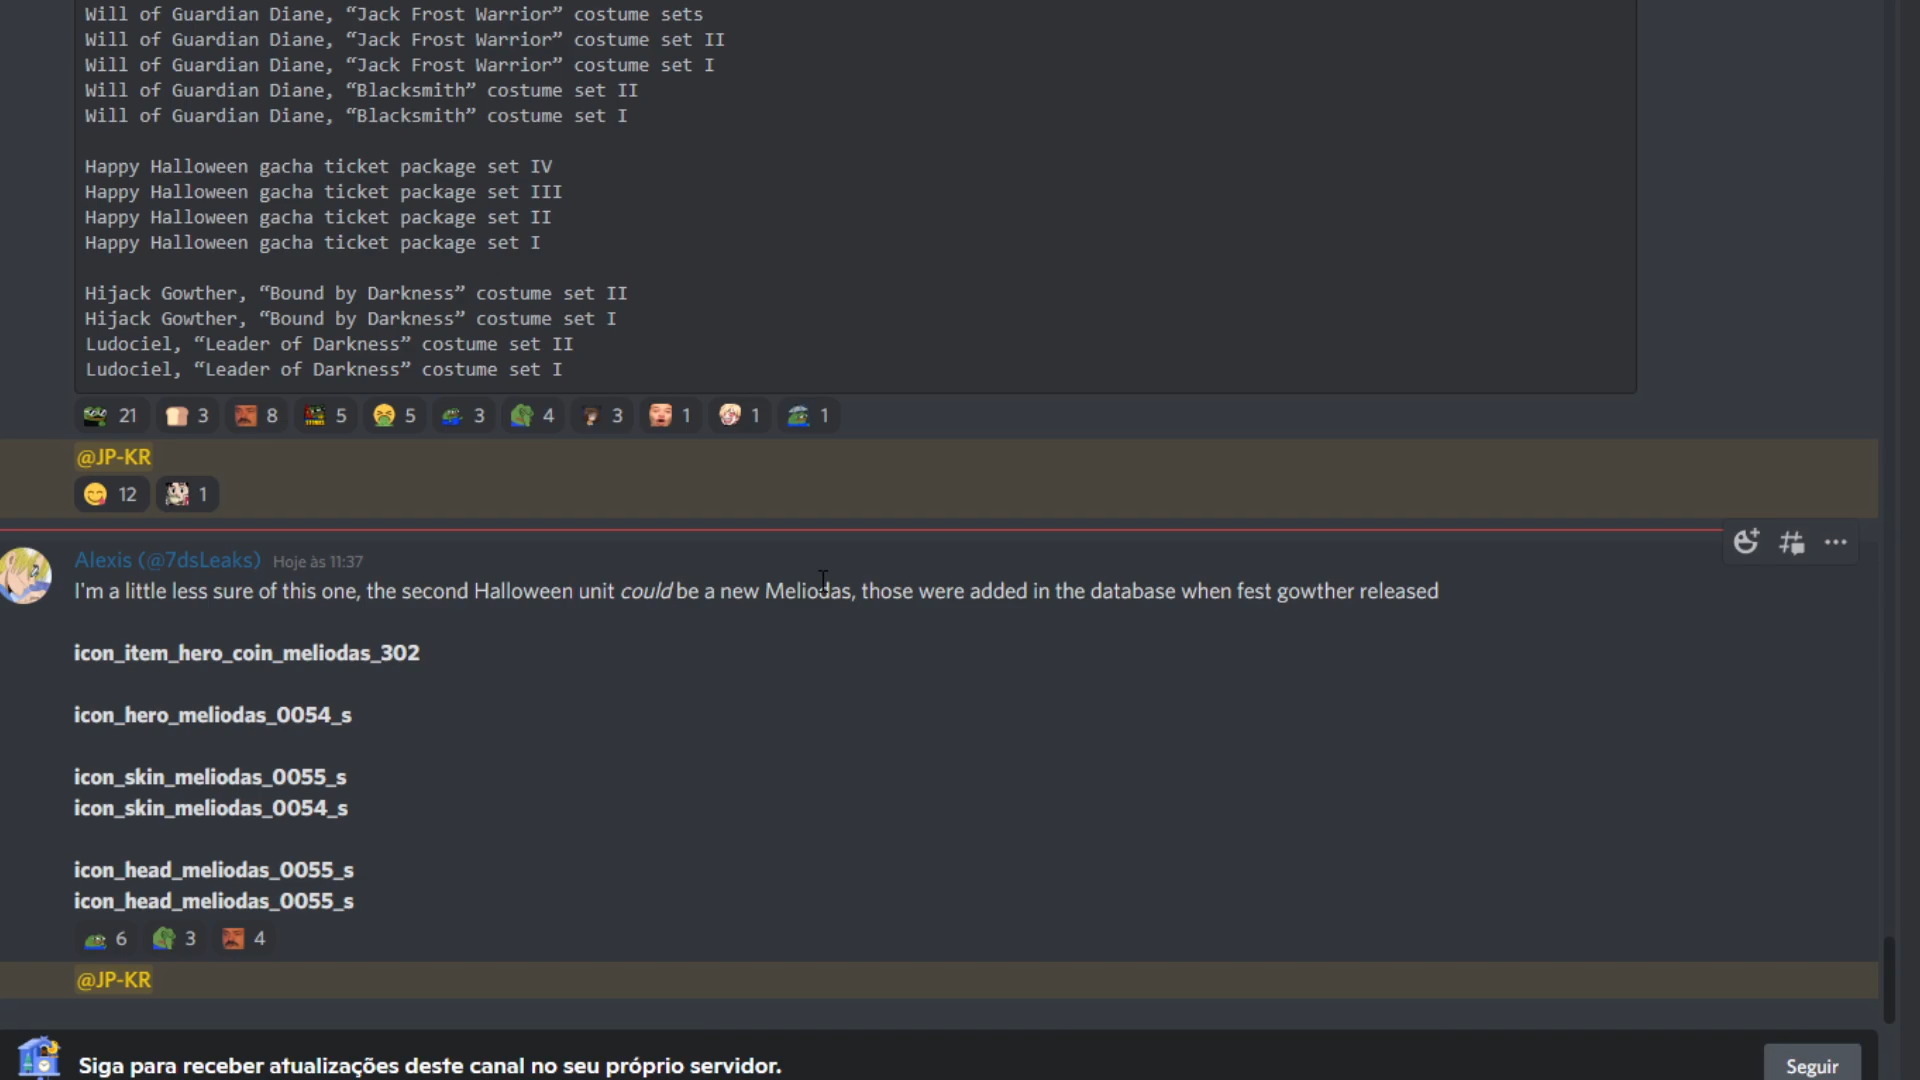 Will of Guardian Diane, “Jack Frost Warrior” costume sets
Will of Guardian Diane, “Jack Frost Warrior” costume set II
Will of Guardian Diane, “Jack Frost Warrior” costume set I
Will of Guardian Diane, “Blacksmith” costume set II
Will of Guardian Diane, “Blacksmith” costume set I
Happy Halloween gacha ticket package set IV
Happy Halloween gacha ticket package set III
Happy Halloween gacha ticket package set II
Happy Halloween gacha ticket package set I
Hijack Gowther, “Bound by Darkness” costume set II
Hijack Gowther, “Bound by Darkness” costume set I
Ludociel, “Leader of Darkness” costume set II
Ludociel, “Leader of Darkness” costume set I
21 3 8 5 5 3 4 3 1 1 1
@JP-KR
12 1
Alexis (@7dsLeaks) Hoje às 11:37
I'm a little less sure of this one, the second Halloween unit could be a new Meliodas, those were added in the database when fest gowther released
icon_item_hero_coin_meliodas_302
icon_hero_meliodas_0054_s
icon_skin_meliodas_0055_s
icon_skin_meliodas_0054_s
icon_head_meliodas_0055_s
icon_head_meliodas_0055_s
6 3 4
@JP-KR
Siga para receber atualizações deste canal no seu próprio servidor.
Seguir